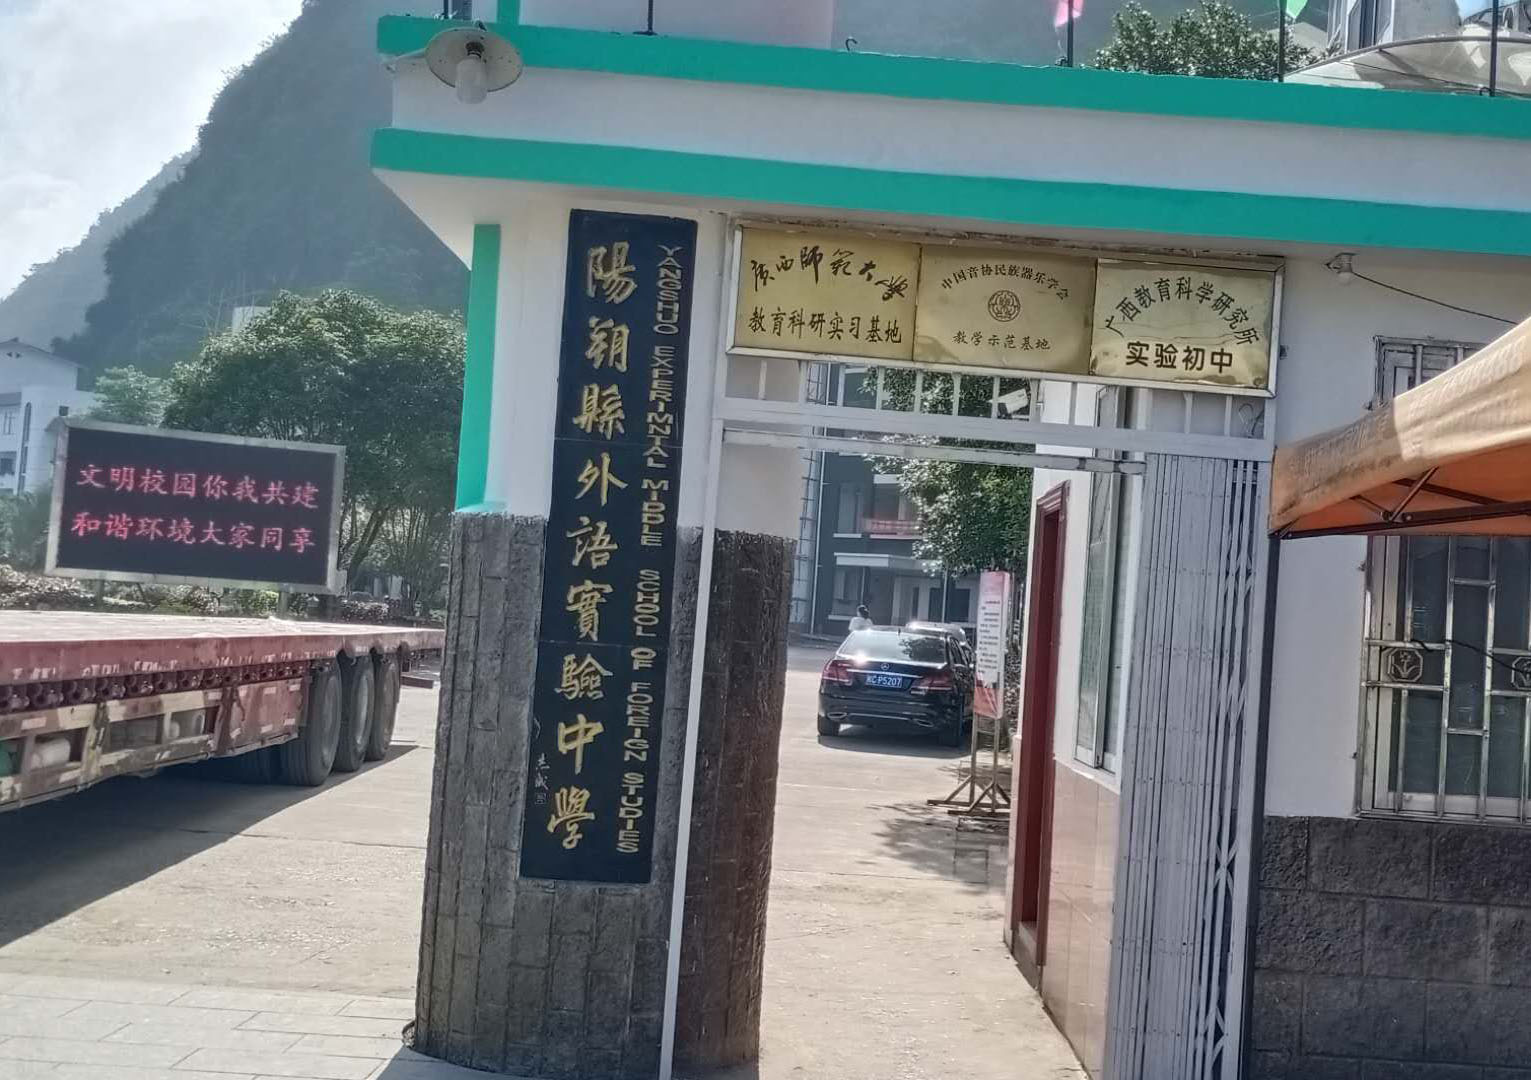 陽朔縣外語實驗中學
YANGSHUO EXPERIMNTAL MIDDLE SCHOOL OF FOREIGN STUDIES
广西師范大学
教育科研实习基地
中国音协民族器乐学会
教学示范基地
广西教育科学研究所
实验初中
文明校园你我共建
和谐环境大家同享
P5207